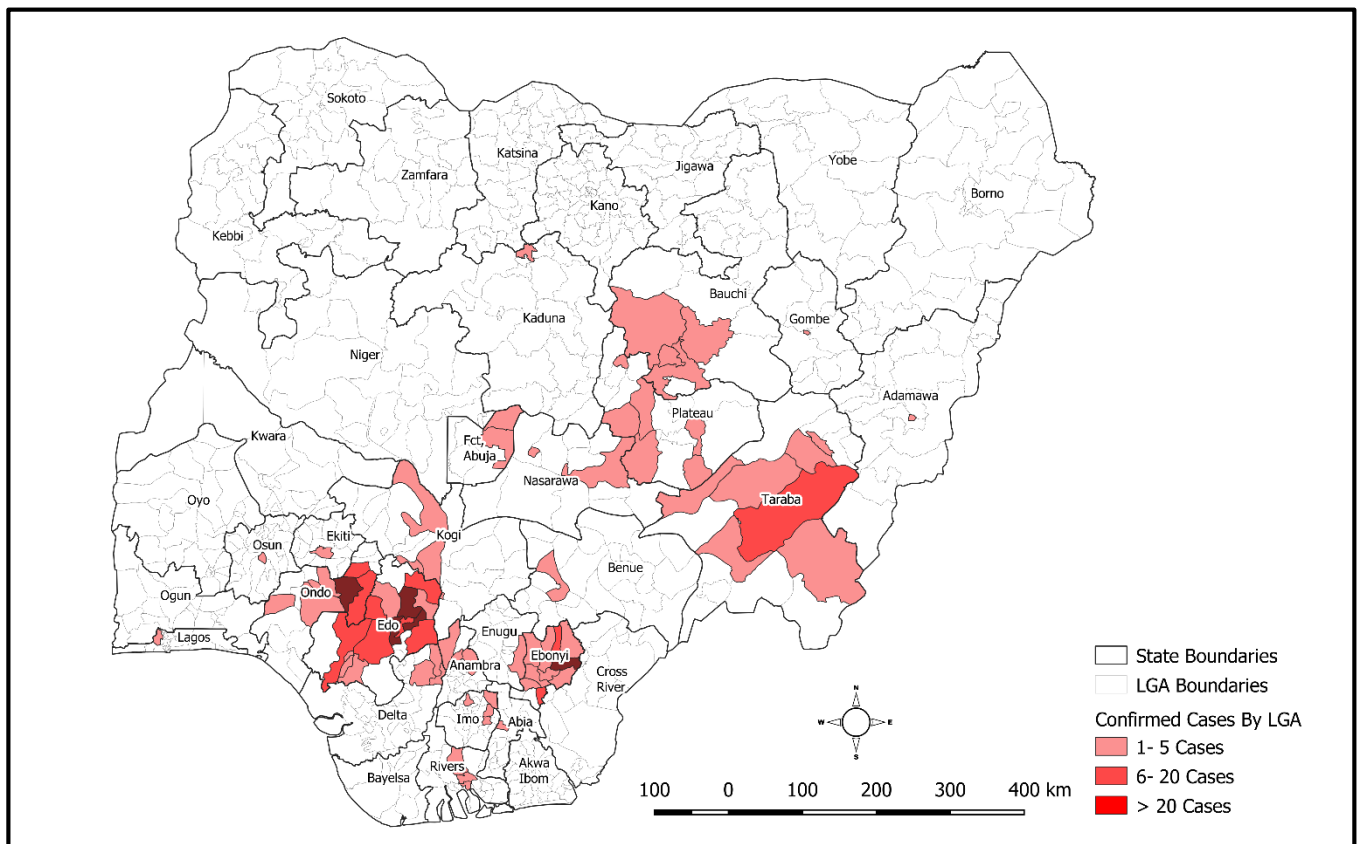 Sokoto
Katsina
Jigawa
Yobe
Zamfara
Kano
Borno
Kebbi
Bauchi
Kaduna
Gombe
Niger
Adamawa
Plateau
Kwara
Fct,
Abuja
Nasarawa
Oyo
Taraba
Kogi
Ekiti
Osun
Benue
Ondo
Ogun
Edo
Lagos
Enugu
Ebonyi
Anambra
Cross
River
Delta
Imo
Abia
Rivers
Akwa
Ibom
Bayelsa
N
W
E
S
State Boundaries
LGA Boundaries
Confirmed Cases By LGA
1- 5 Cases
6- 20 Cases
> 20 Cases
100 0 100 200 300 400 km